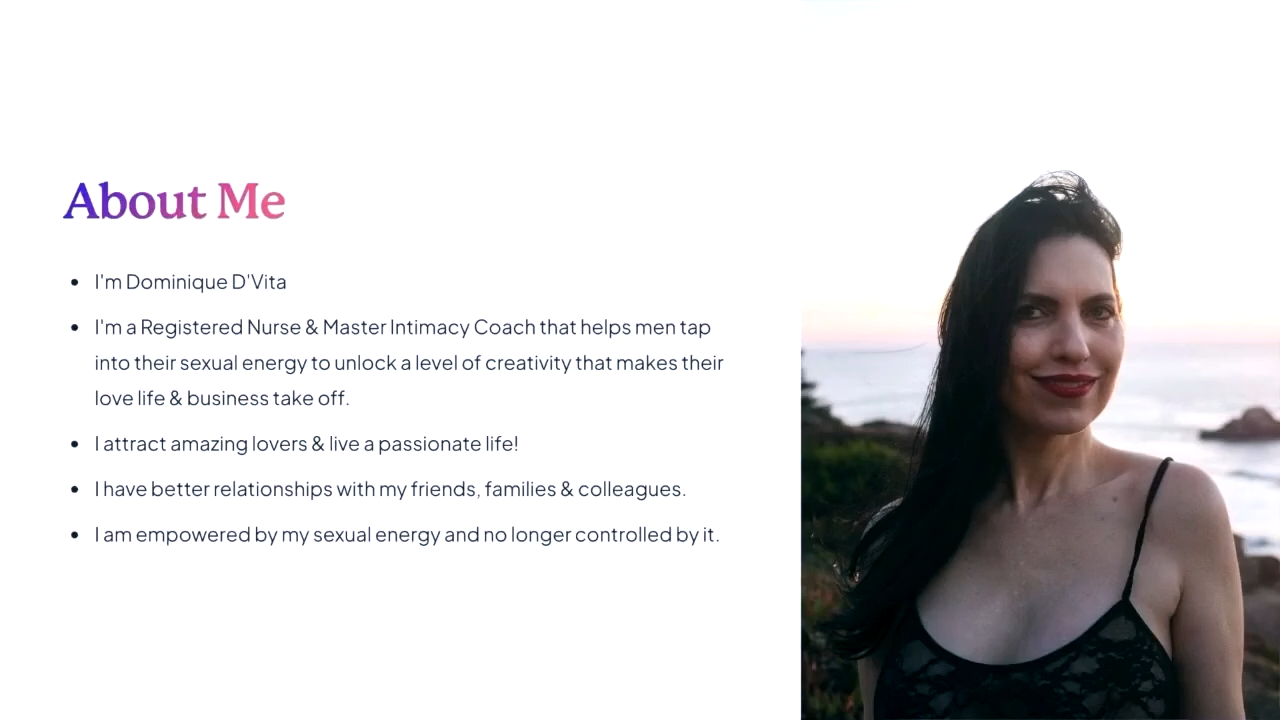 About Me
• I'm Dominique D'Vita
• I'm a Registered Nurse & Master Intimacy Coach that helps men tap
into their sexual energy to unlock a level of creativity that makes their
love life & business take off.
• I attract amazing lovers & live a passionate life!
• I have better relationships with my friends, families & colleagues.
• I am empowered by my sexual energy and no longer controlled by it.